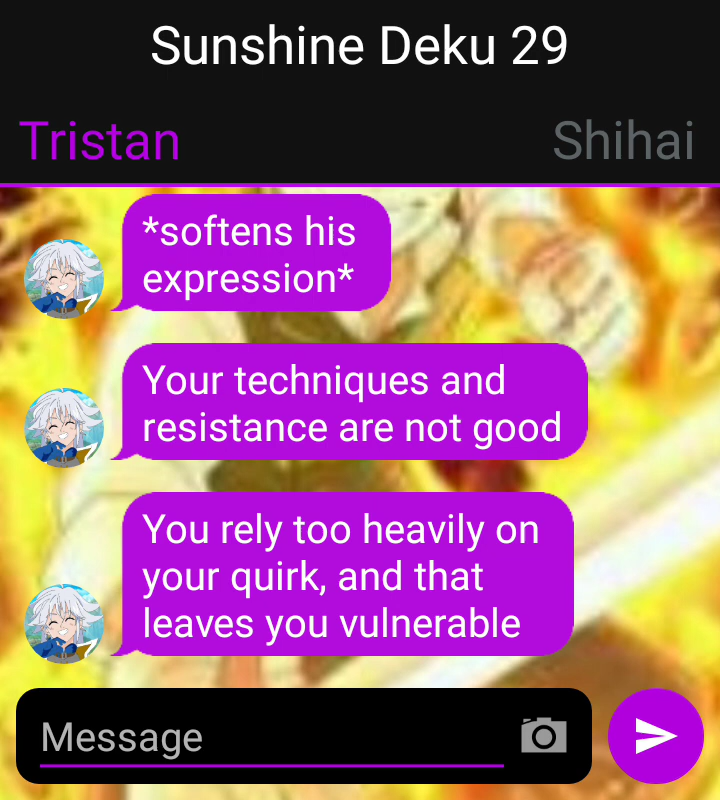 Sunshine Deku 29
Tristan
Shihai
*softens his
expression*
Your techniques and
resistance are not good
You rely too heavily on
your quirk, and that
leaves you vulnerable
Message